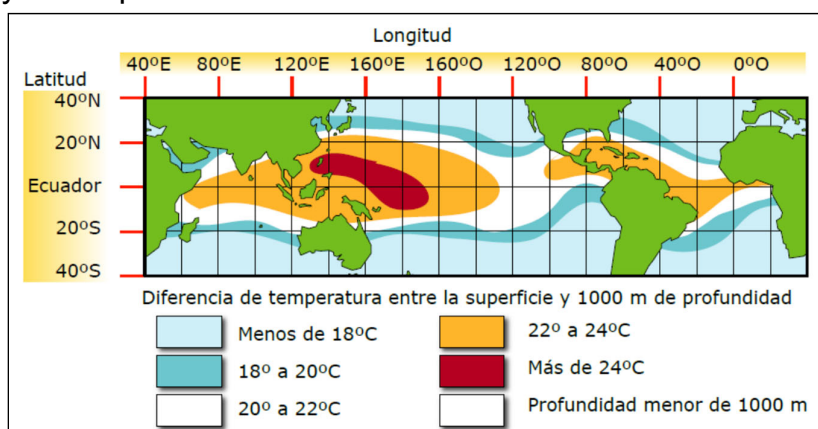 Longitud
40ºE 80ºE 120ºE 160ºE 160ºO 120ºO 80ºO 40ºO 0ºO
Latitud
40ºN
20ºN
Ecuador
20ºS
40ºS
Diferencia de temperatura entre la superficie y 1000 m de profundidad
Menos de 18ºC
22º a 24ºC
18º a 20ºC
Más de 24ºC
20º a 22ºC
Profundidad menor de 1000 m